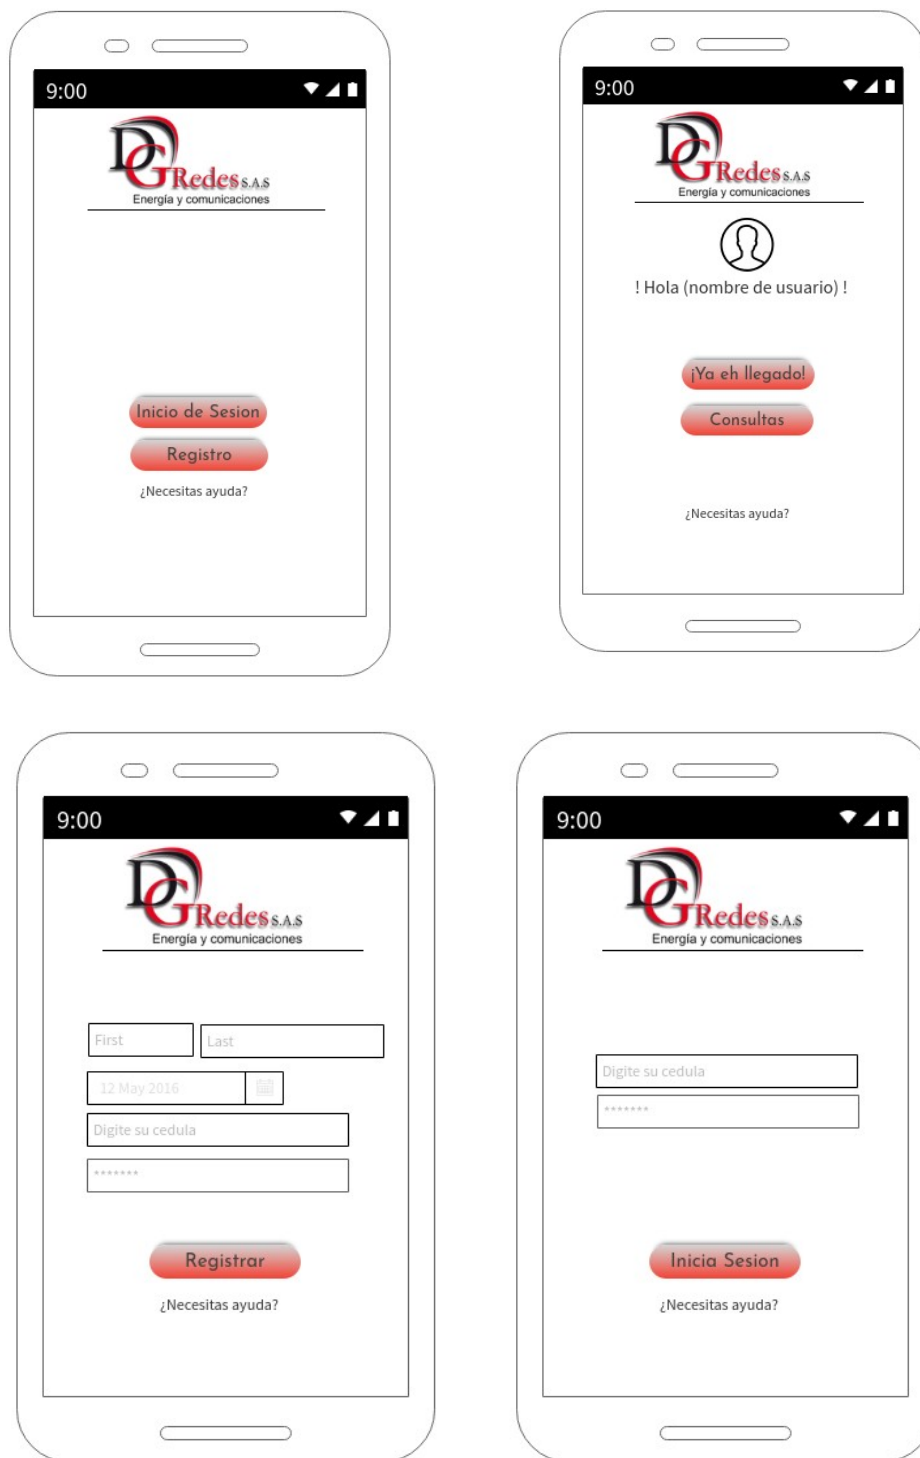 9:00
DG Redes S.A.S
Energía y comunicaciones
Inicio de Sesion
Registro
¿Necesitas ayuda?
9:00
DG Redes S.A.S
Energía y comunicaciones
! Hola (nombre de usuario) !
¡Ya eh llegado!
Consultas
¿Necesitas ayuda?
9:00
DG Redes S.A.S
Energía y comunicaciones
First Last
12 May 2016
Digite su cedula
*******
Registrar
¿Necesitas ayuda?
9:00
DG Redes S.A.S
Energía y comunicaciones
Digite su cedula
*******
Inicia Sesion
¿Necesitas ayuda?